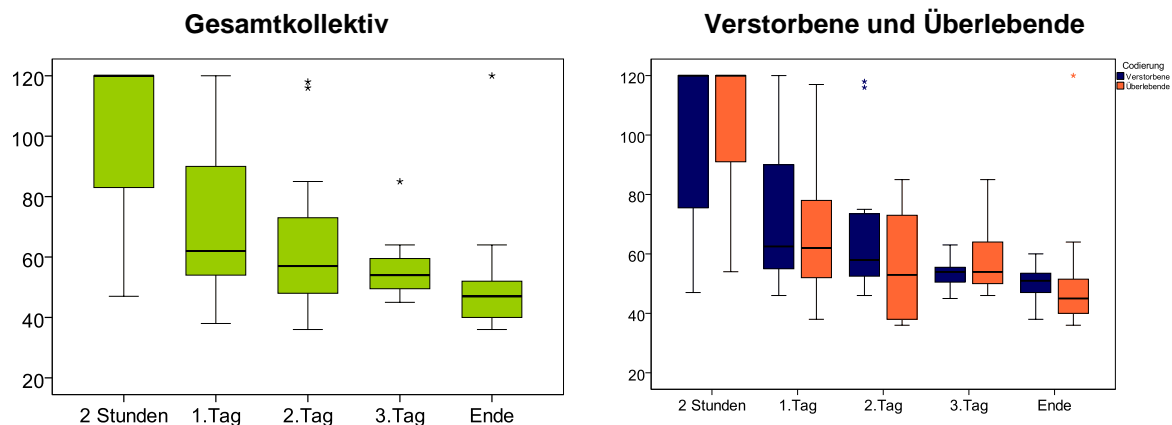 Gesamtkollektiv
120
100
80
60
40
20
2 Stunden 1.Tag 2.Tag 3.Tag Ende
Verstorbene und Überlebende
Codierung
Verstorbene
Überlebende
120
100
80
60
40
20
2 Stunden 1.Tag 2.Tag 3.Tag Ende